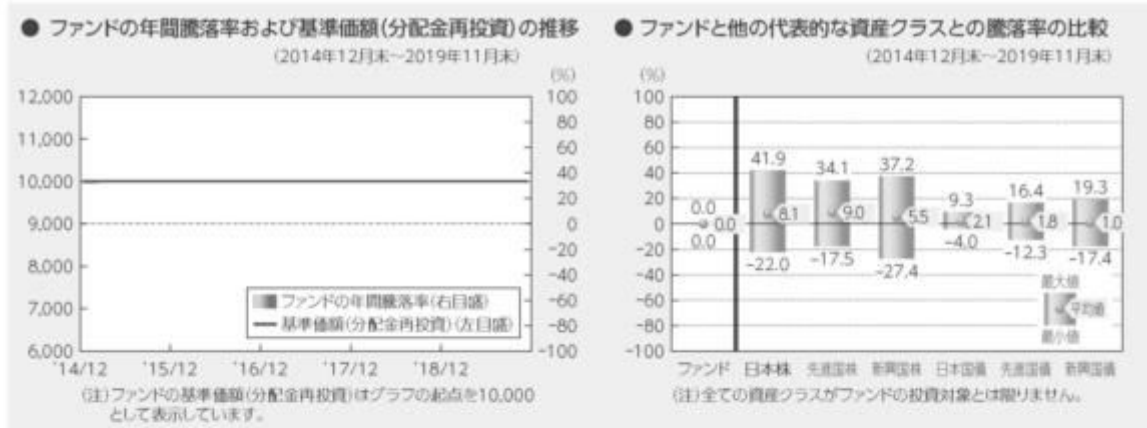 ● ファンドの年間騰落率および基準価額(分配金再投資)の推移
(2014年12月末~2019年11月末)
(%)
12,000
11,000
10,000
9,000
8,000
7,000
6,000
100
80
60
40
20
0
-20
-40
-60
-80
-100
ファンドの年間騰落率(右目盛)
基準価額(分配金再投資)(左目盛)
'14/12 '15/12 '16/12 '17/12 '18/12
(注)ファンドの基準価額(分配金再投資)はグラフの起点を10,000
として表示しています。
● ファンドと他の代表的な資産クラスとの騰落率の比較
(2014年12月末~2019年11月末)
(%)
100
80
60
40
20
0
-20
-40
-60
-80
-100
0.0 41.9 34.1 37.2 9.3 16.4 19.3
0.0 8.1 9.0 5.5 2.1 1.8 1.0
0.0 -22.0 -17.5 -27.4 -4.0 -12.3 -17.4
最大値
平均値
最小値
ファンド 日本株 先進国株 新興国株 日本国債 先進国債 新興国債
(注)全ての資産クラスがファンドの投資対象とは限りません。